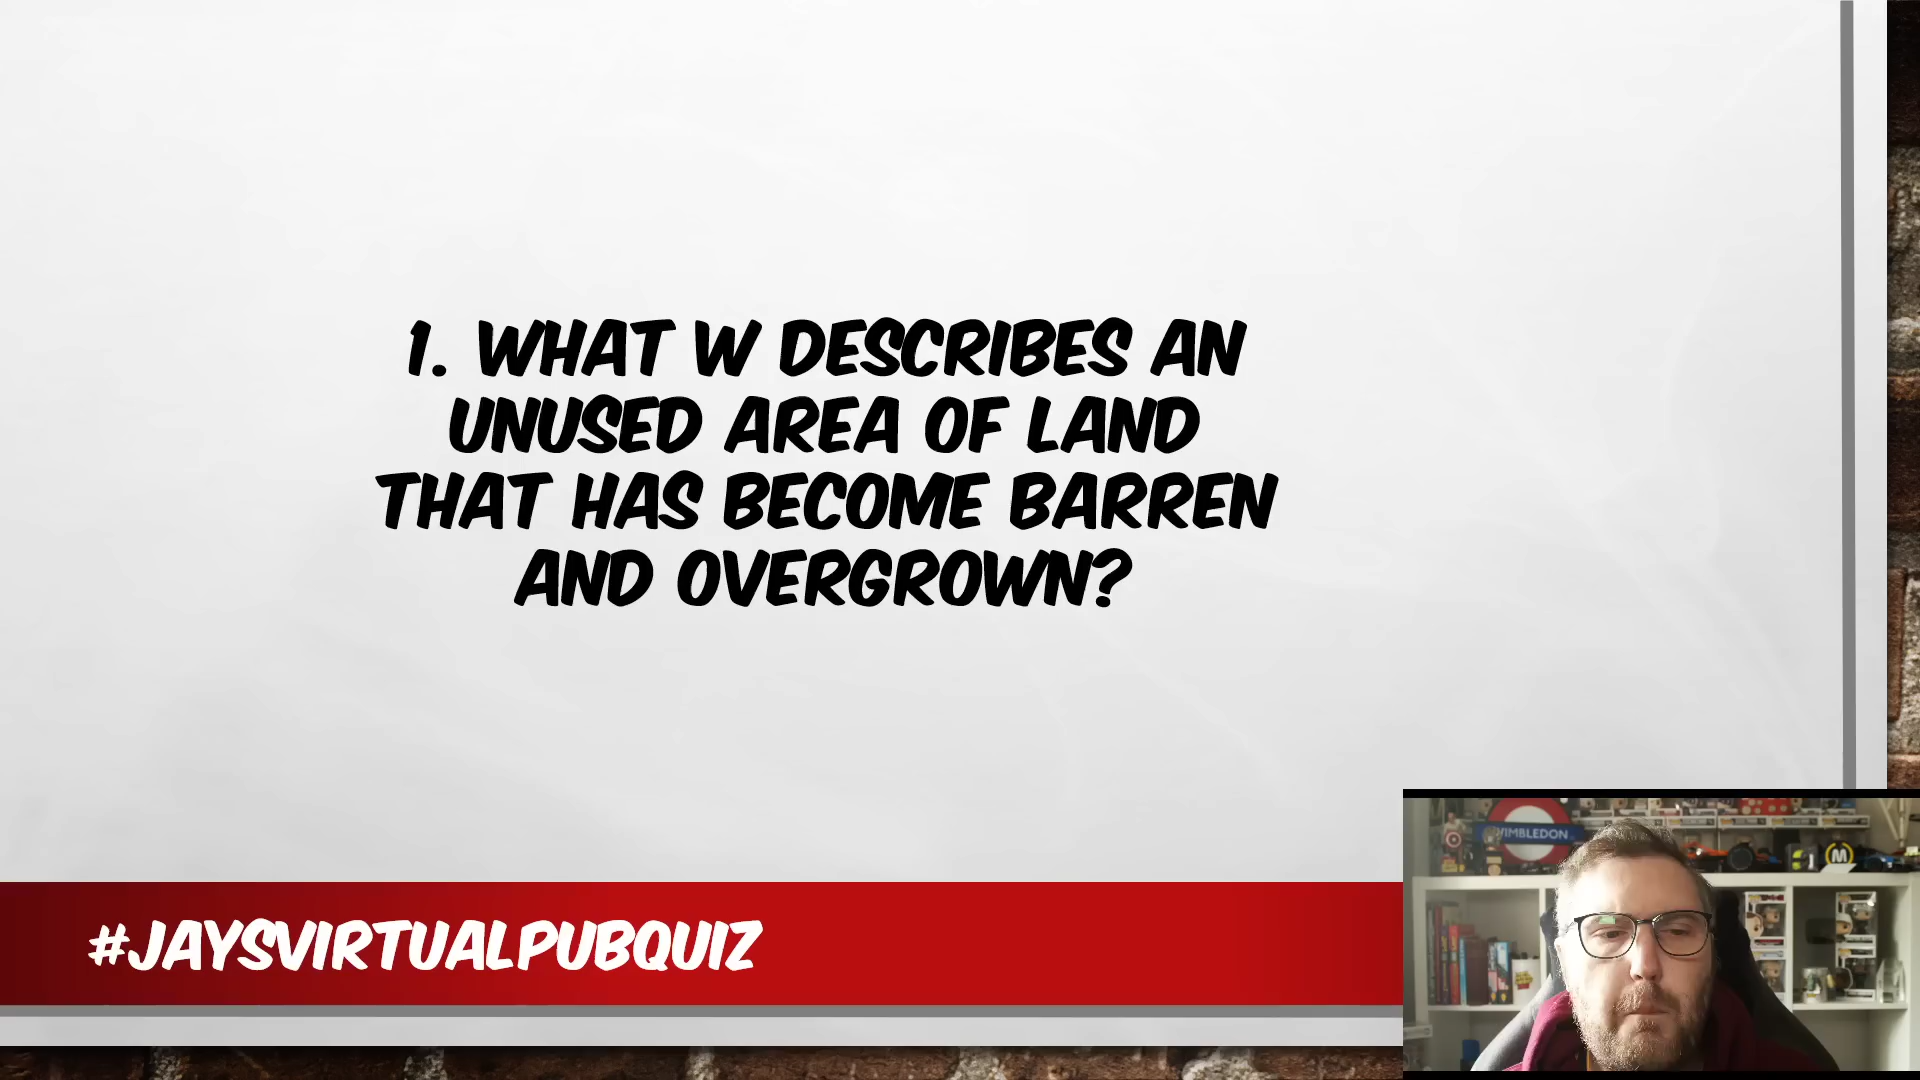 1. WHAT W DESCRIBES AN
UNUSED AREA OF LAND
THAT HAS BECOME BARREN
AND OVERGROWN?
#JAYSVIRTUALPUBQUIZ
WIMBLEDON
M